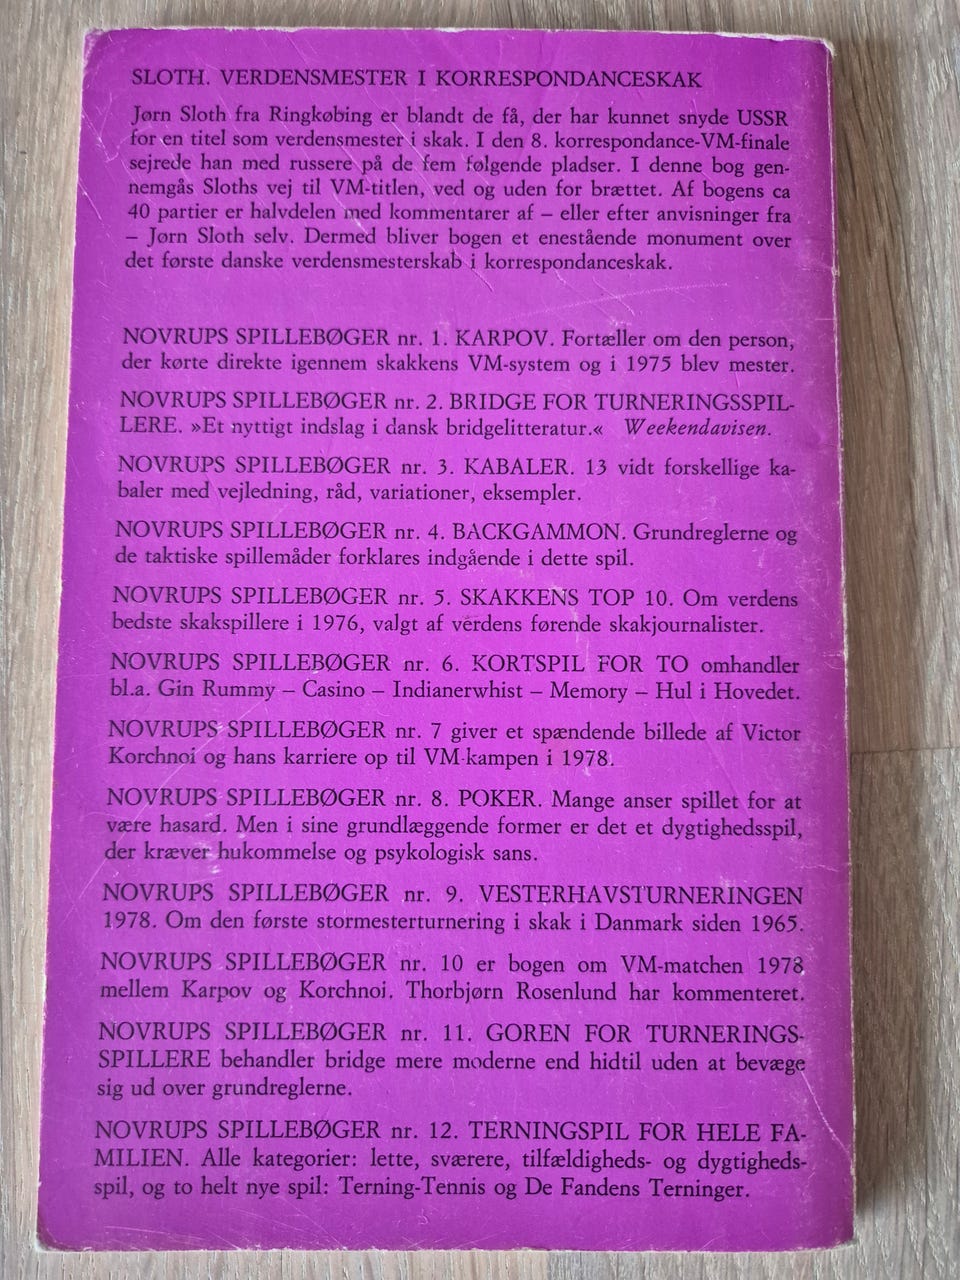 SLOTH. VERDENSMESTER I KORRESPONDANCESKAK
Jørn Sloth fra Ringkøbing er blandt de få, der har kunnet snyde USSR
for en titel som verdensmester i skak. I den 8. korrespondance-VM-finale
sejrede han med russere på de fem følgende pladser. I denne bog gen-
nemgås Sloths vej til VM-titlen, ved og uden for brættet. Af bogens ca
40 partier er halvdelen med kommentarer af – eller efter anvisninger fra
– Jørn Sloth selv. Dermed bliver bogen et enestående monument over
det første danske verdensmesterskab i korrespondanceskak.
NOVRUPS SPILLEBØGER nr. 1. KARPOV. Fortæller om den person,
der kørte direkte igennem skakkens VM-system og i 1975 blev mester.
NOVRUPS SPILLEBØGER nr. 2. BRIDGE FOR TURNERINGSSPIL-
LERE. »Et nyttigt indslag i dansk bridgelitteratur.« Weekendavisen.
NOVRUPS SPILLEBØGER nr. 3. KABALER. 13 vidt forskellige ka-
baler med vejledning, råd, variationer, eksempler.
NOVRUPS SPILLEBØGER nr. 4. BACKGAMMON. Grundreglerne og
de taktiske spillemåder forklares indgående i dette spil.
NOVRUPS SPILLEBØGER nr. 5. SKAKKENS TOP 10. Om verdens
bedste skakspillere i 1976, valgt af verdens førende skakjournalister.
NOVRUPS SPILLEBØGER nr. 6. KORTSPIL FOR TO omhandler
bl.a. Gin Rummy – Casino – Indianerwhist – Memory – Hul i Hovedet.
NOVRUPS SPILLEBØGER nr. 7 giver et spændende billede af Victor
Korchnoi og hans karriere op til VM-kampen i 1978.
NOVRUPS SPILLEBØGER nr. 8. POKER. Mange anser spillet for at
være hasard. Men i sine grundlæggende former er det et dygtighedsspil,
der kræver hukommelse og psykologisk sans.
NOVRUPS SPILLEBØGER nr. 9. VESTERHAVSTURNERINGEN
1978. Om den første stormesterturnering i skak i Danmark siden 1965.
NOVRUPS SPILLEBØGER nr. 10 er bogen om VM-matchen 1978
mellem Karpov og Korchnoi. Thorbjørn Rosenlund har kommenteret.
NOVRUPS SPILLEBØGER nr. 11. GOREN FOR TURNERINGS-
SPILLERE behandler bridge mere moderne end hidtil uden at bevæge
sig ud over grundreglerne.
NOVRUPS SPILLEBØGER nr. 12. TERNINGSPIL FOR HELE FA-
MILIEN. Alle kategorier: lette, sværere, tilfældigheds- og dygtigheds-
spil, og to helt nye spil: Terning-Tennis og De Fandens Terninger.